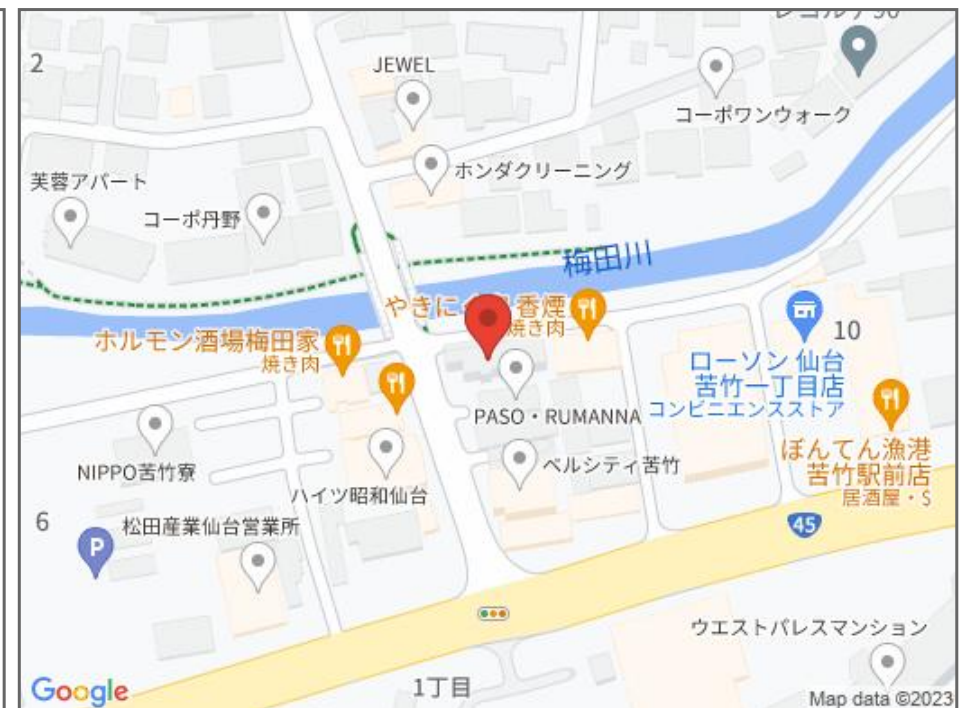 2
JEWEL
コーポワンウォーク
ホンダクリーニング
芙蓉アパート
コーポ丹野
梅田川
やきに
香煙
焼き肉
ホルモン酒場梅田家
焼き肉
10
ローソン 仙台
苦竹一丁目店
コンビニエンスストア
PASO・RUMANNA
ぼんてん漁港
苦竹駅前店
居酒屋・S
NIPPO苦竹寮
ベルシティ苦竹
ハイツ昭和仙台
6
P
松田産業仙台営業所
45
ウエストパレスマンション
1丁目
Google
Map data ©2023